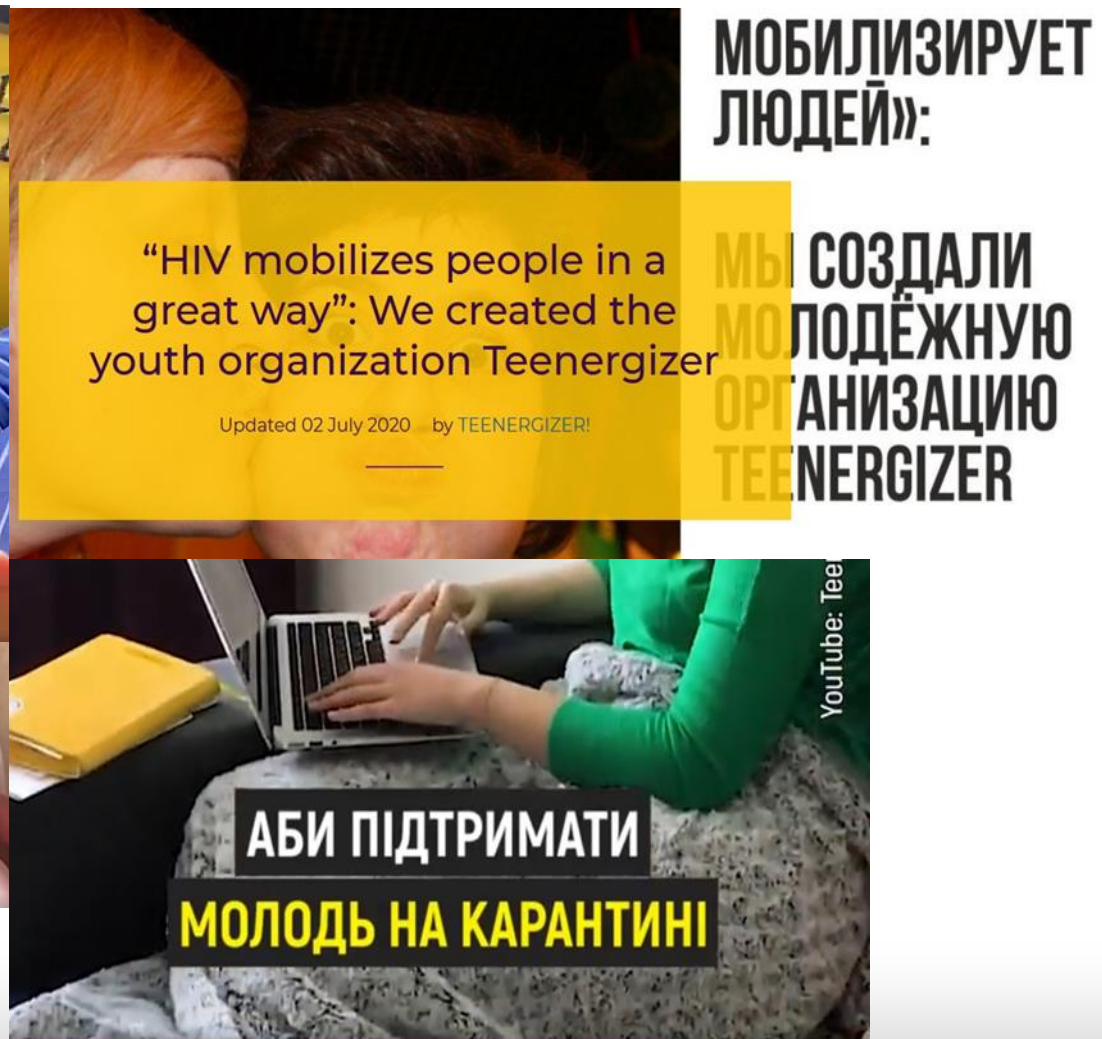 МОБИЛИЗИРУЕТ
ЛЮДЕЙ»:
“HIV mobilizes people in a
great way”: We created the
youth organization Teenergizer
Updated 02 July 2020 by TEENERGIZER!
МЫ СОЗДАЛИ
МОЛОДЁЖНУЮ
ОРГАНИЗАЦИЮ
TEENERGIZER
YouTube: Tee
АБИ ПІДТРИМАТИ
МОЛОДЬ НА КАРАНТИНІ